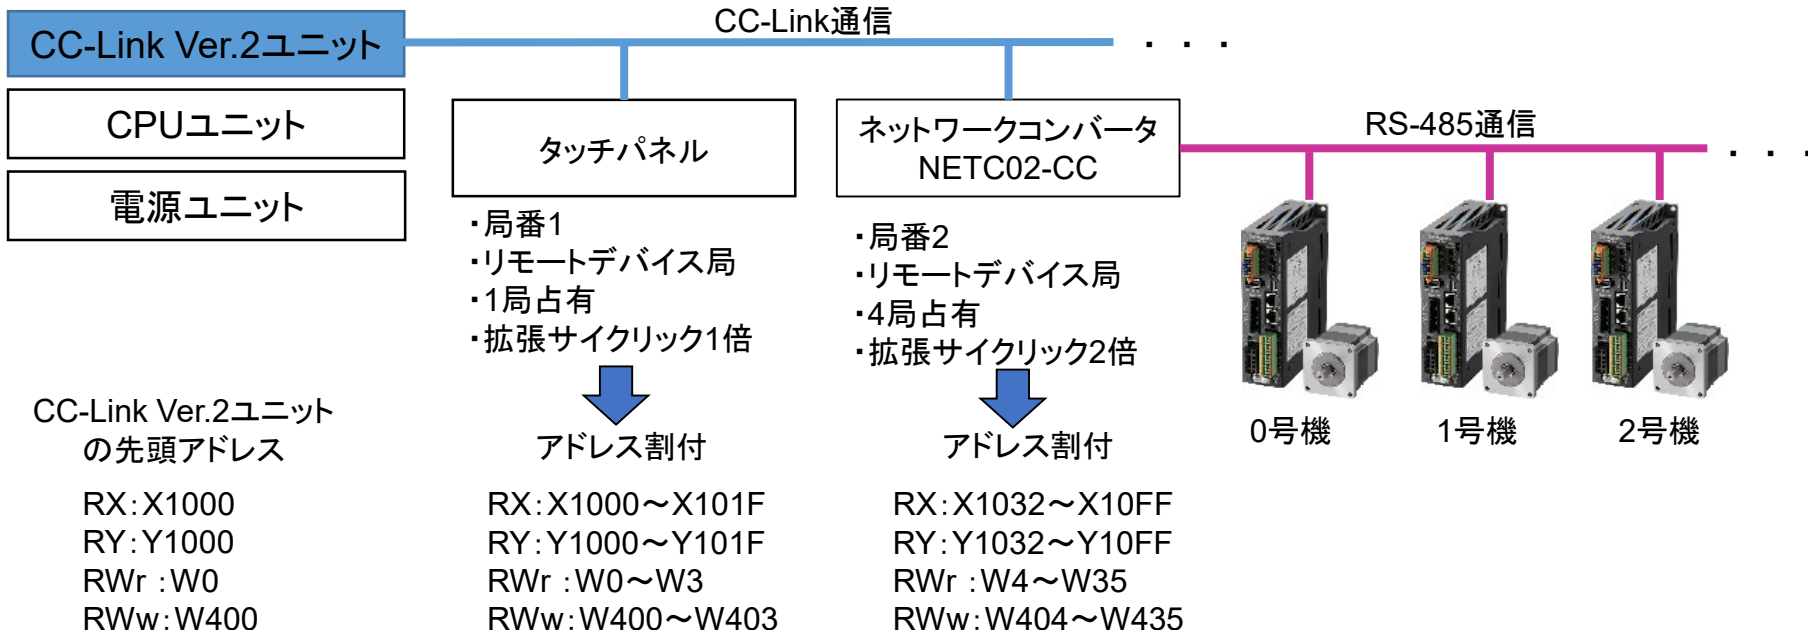 CC-Link通信
CC-Link Ver.2ユニット
・・・
CPUユニット
電源ユニット
タッチパネル
ネットワークコンバータ
NETC02-CC
RS-485通信
・・・
・局番1
・リモートデバイス局
・1局占有
・拡張サイクリック1倍
・局番2
・リモートデバイス局
・4局占有
・拡張サイクリック2倍
0号機
1号機
2号機
CC-Link Ver.2ユニット
の先頭アドレス
RX:X1000
RY:Y1000
RWr:W0
RWw:W400
アドレス割付
RX:X1000～X101F
RY:Y1000～Y101F
RWr:W0～W3
RWw:W400～W403
アドレス割付
RX:X1032～X10FF
RY:Y1032～Y10FF
RWr:W4～W35
RWw:W404～W435